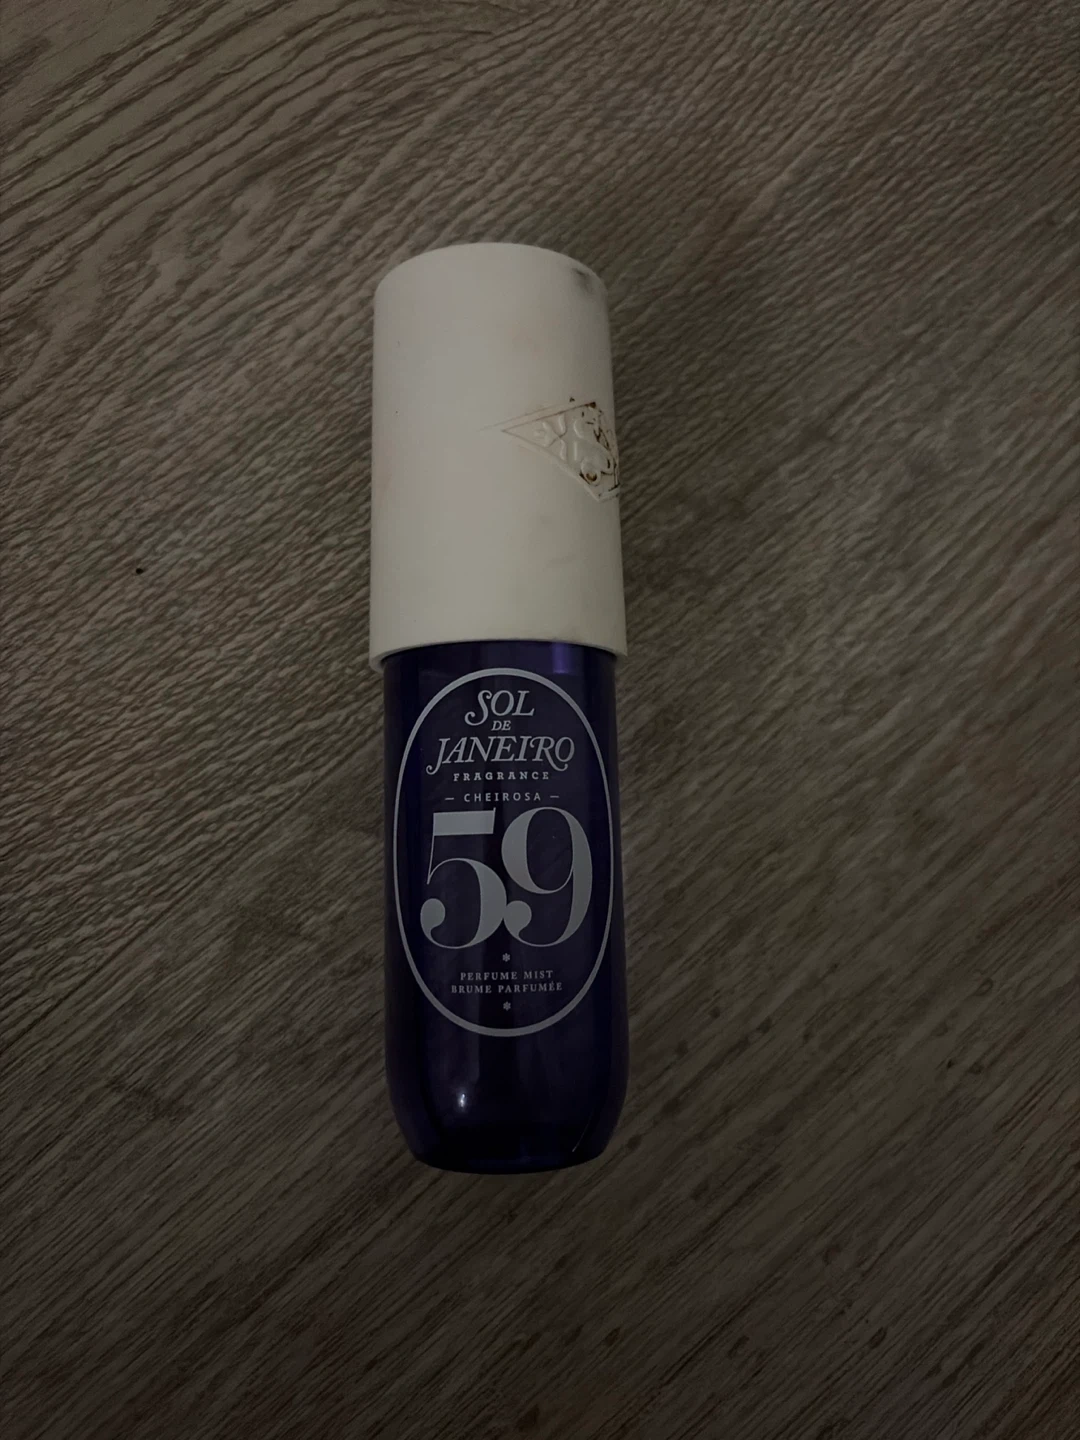 SOL
DE
JANEIRO
FRAGRANCE
— CHEIROSA —
59
PERFUME MIST
BRUME PARFUMÉE